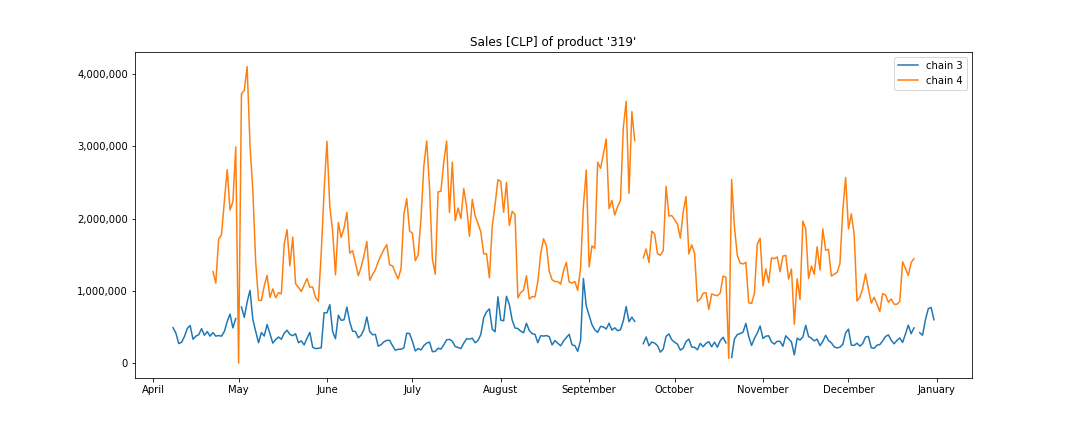 Sales [CLP] of product '319'
chain 3
chain 4
4,000,000
3,000,000
2,000,000
1,000,000
0
April May June July August September October November December January